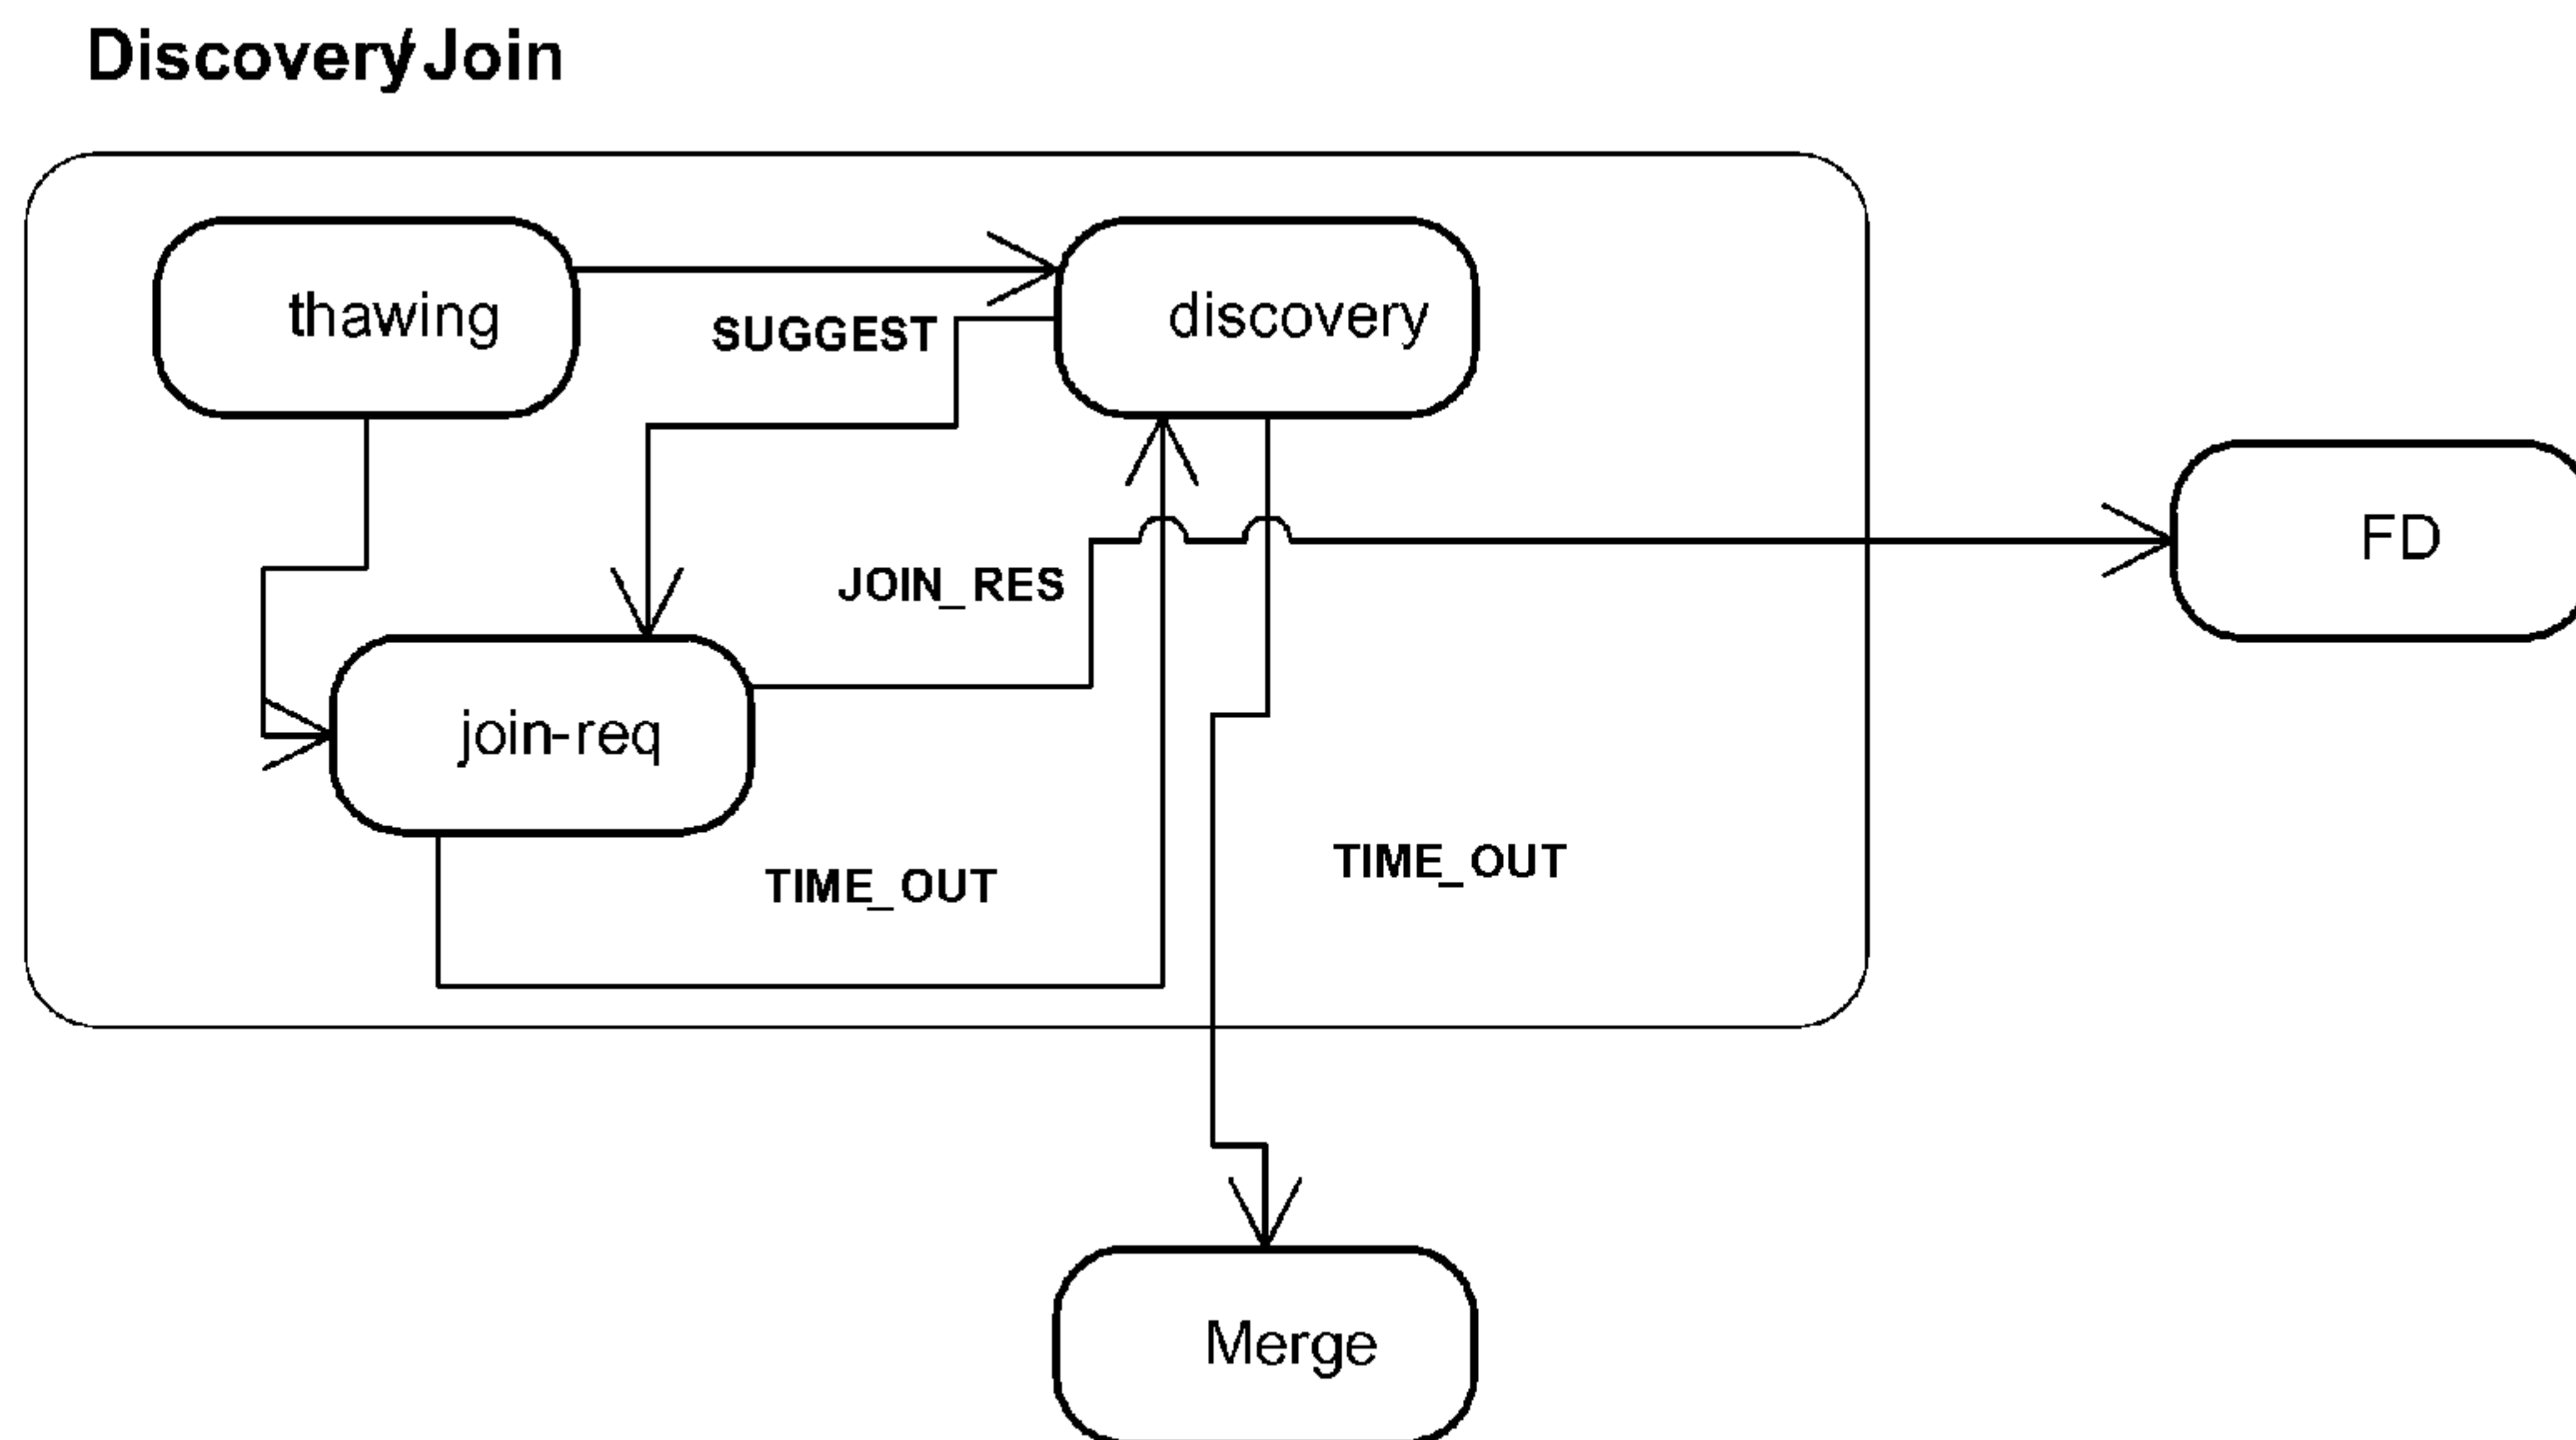 Discovery/Join
thawing
discovery
SUGGEST
FD
JOIN_RES
join-req
TIME_OUT
TIME_OUT
Merge